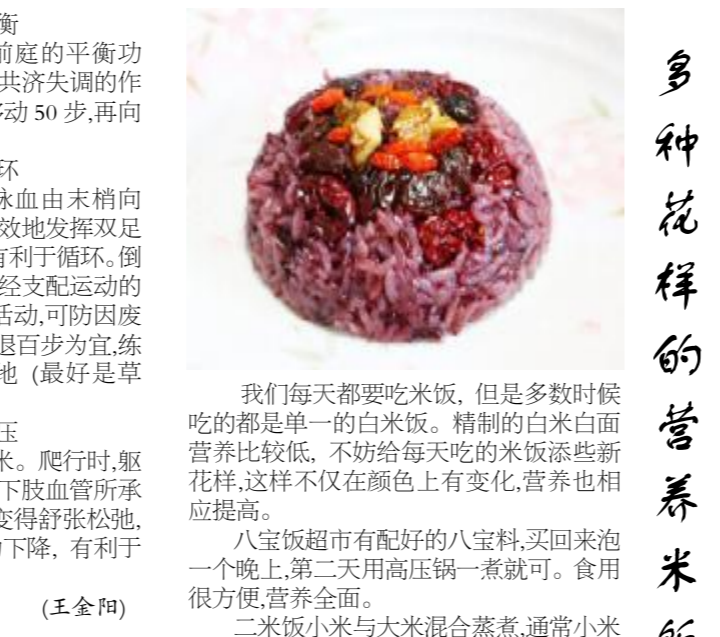 衡
前庭的平衡功
共济失调的作
动 50 步,再向
环
脉血由末梢向
效地发挥双足
有利于循环。倒
经支配运动的
活动,可防因废
退百步为宜,练
地 (最好是草
压
米。爬行时,躯
下肢血管所承
变得舒张松弛,
下降, 有利于
(王金阳)
我们每天都要吃米饭, 但是多数时候
吃的都是单一的白米饭。精制的白米白面
营养比较低, 不妨给每天吃的米饭添些新
花样,这样不仅在颜色上有变化,营养也相
应提高。
八宝饭超市有配好的八宝料,买回来泡
一个晚上,第二天用高压锅一煮就可。食用
很方便,营养全面。
二米饭小米与大米混合蒸煮,通常小米
多种花样的营养米